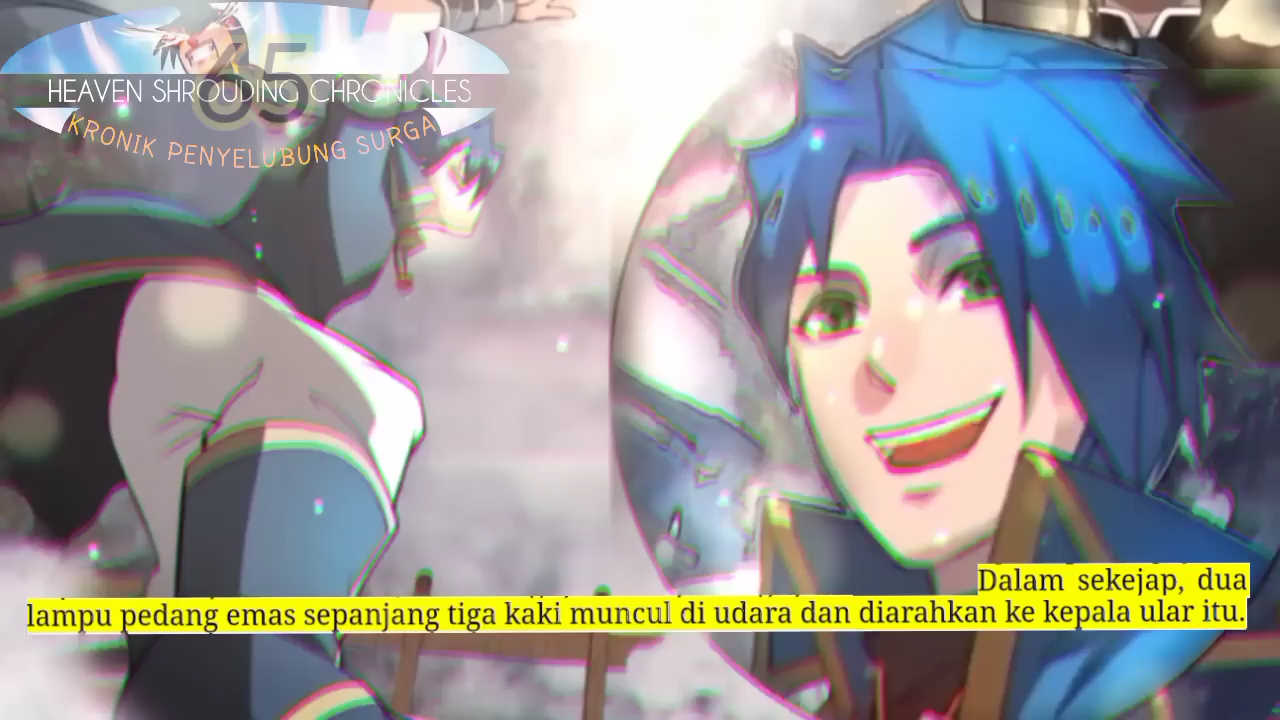 65
HEAVEN SHROUDING CHRONICLES
KRONIK PENYELUBUNG SURGA
Dalam sekejap, dua
lampu pedang emas sepanjang tiga kaki muncul di udara dan diarahkan ke kepala ular itu.